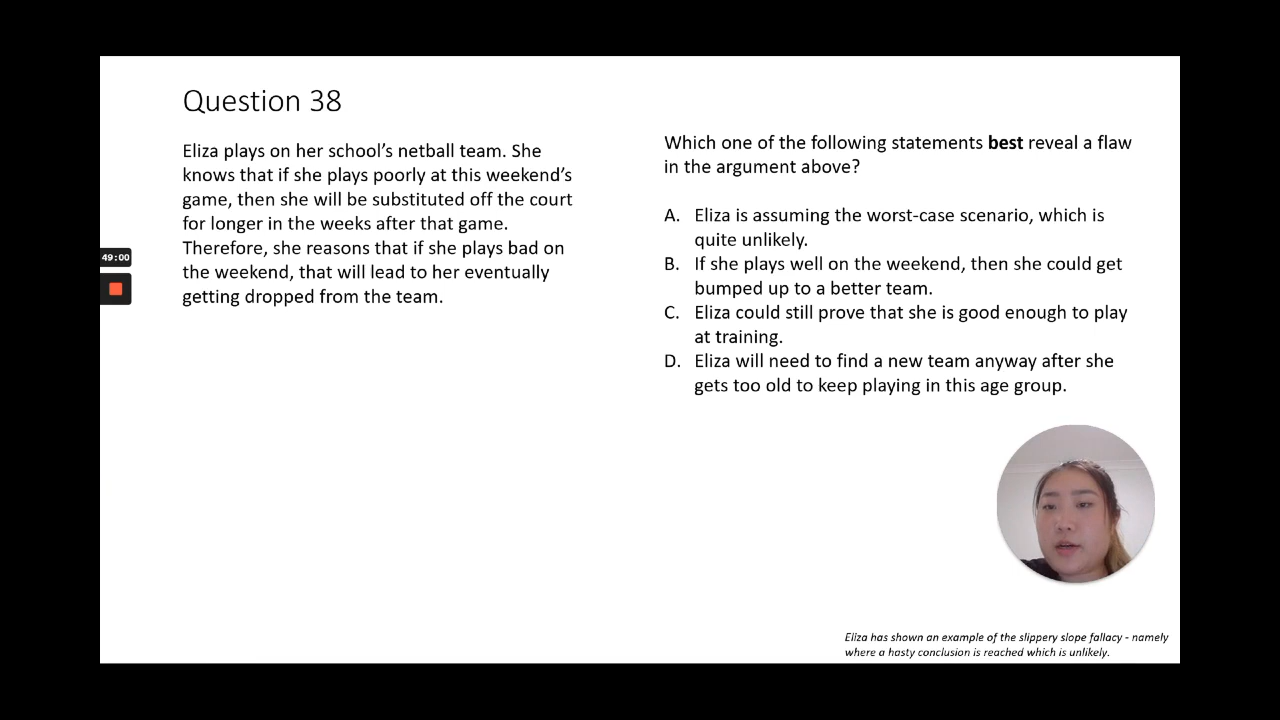 Question 38
Eliza plays on her school's netball team. She
knows that if she plays poorly at this weekend's
game, then she will be substituted off the court
for longer in the weeks after that game.
Therefore, she reasons that if she plays bad on
the weekend, that will lead to her eventually
getting dropped from the team.
49:00
Which one of the following statements best reveal a flaw
in the argument above?
A. Eliza is assuming the worst-case scenario, which is
quite unlikely.
B. If she plays well on the weekend, then she could get
bumped up to a better team.
C. Eliza could still prove that she is good enough to play
at training.
D. Eliza will need to find a new team anyway after she
gets too old to keep playing in this age group.
Eliza has shown an example of the slippery slope fallacy - namely
where a hasty conclusion is reached which is unlikely.